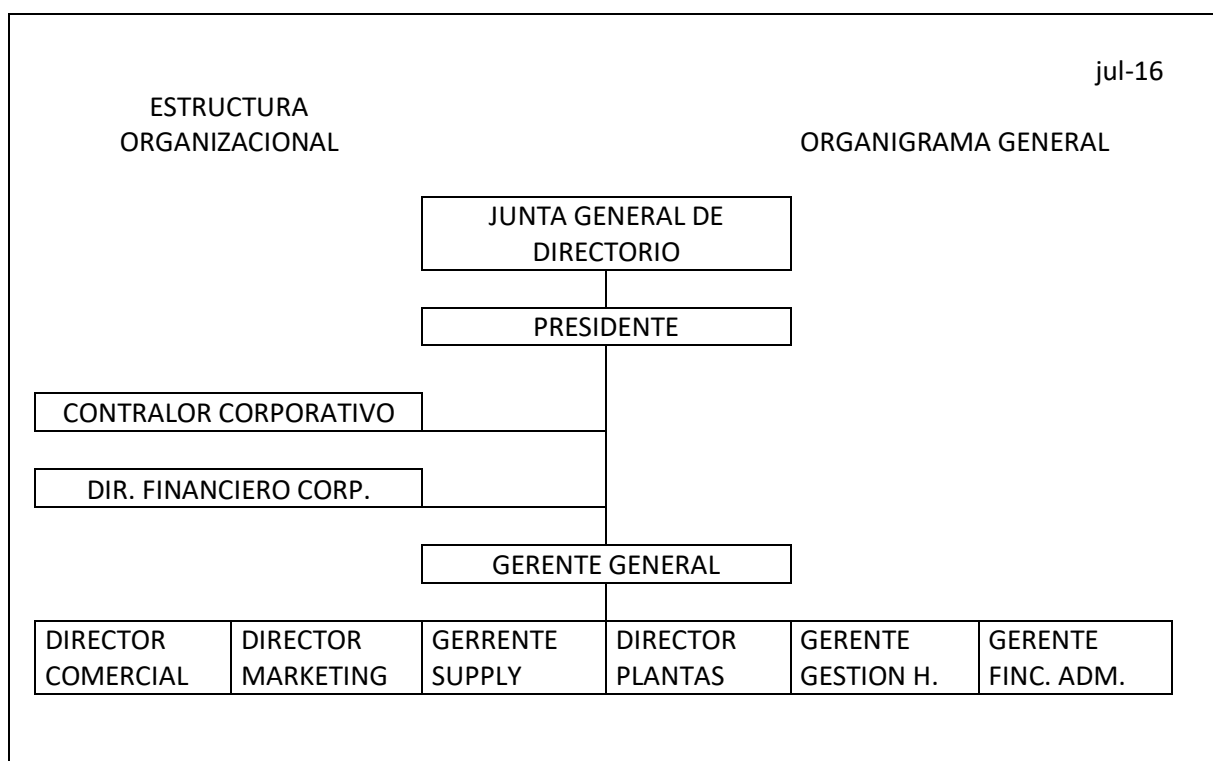 jul-16
ESTRUCTURA
ORGANIZACIONAL
ORGANIGRAMA GENERAL
JUNTA GENERAL DE
DIRECTORIO
PRESIDENTE
CONTRALOR CORPORATIVO
DIR. FINANCIERO CORP.
GERENTE GENERAL
DIRECTOR
COMERCIAL
DIRECTOR
MARKETING
GERRENTE
SUPPLY
DIRECTOR
PLANTAS
GERENTE
GESTION H.
GERENTE
FINC. ADM.